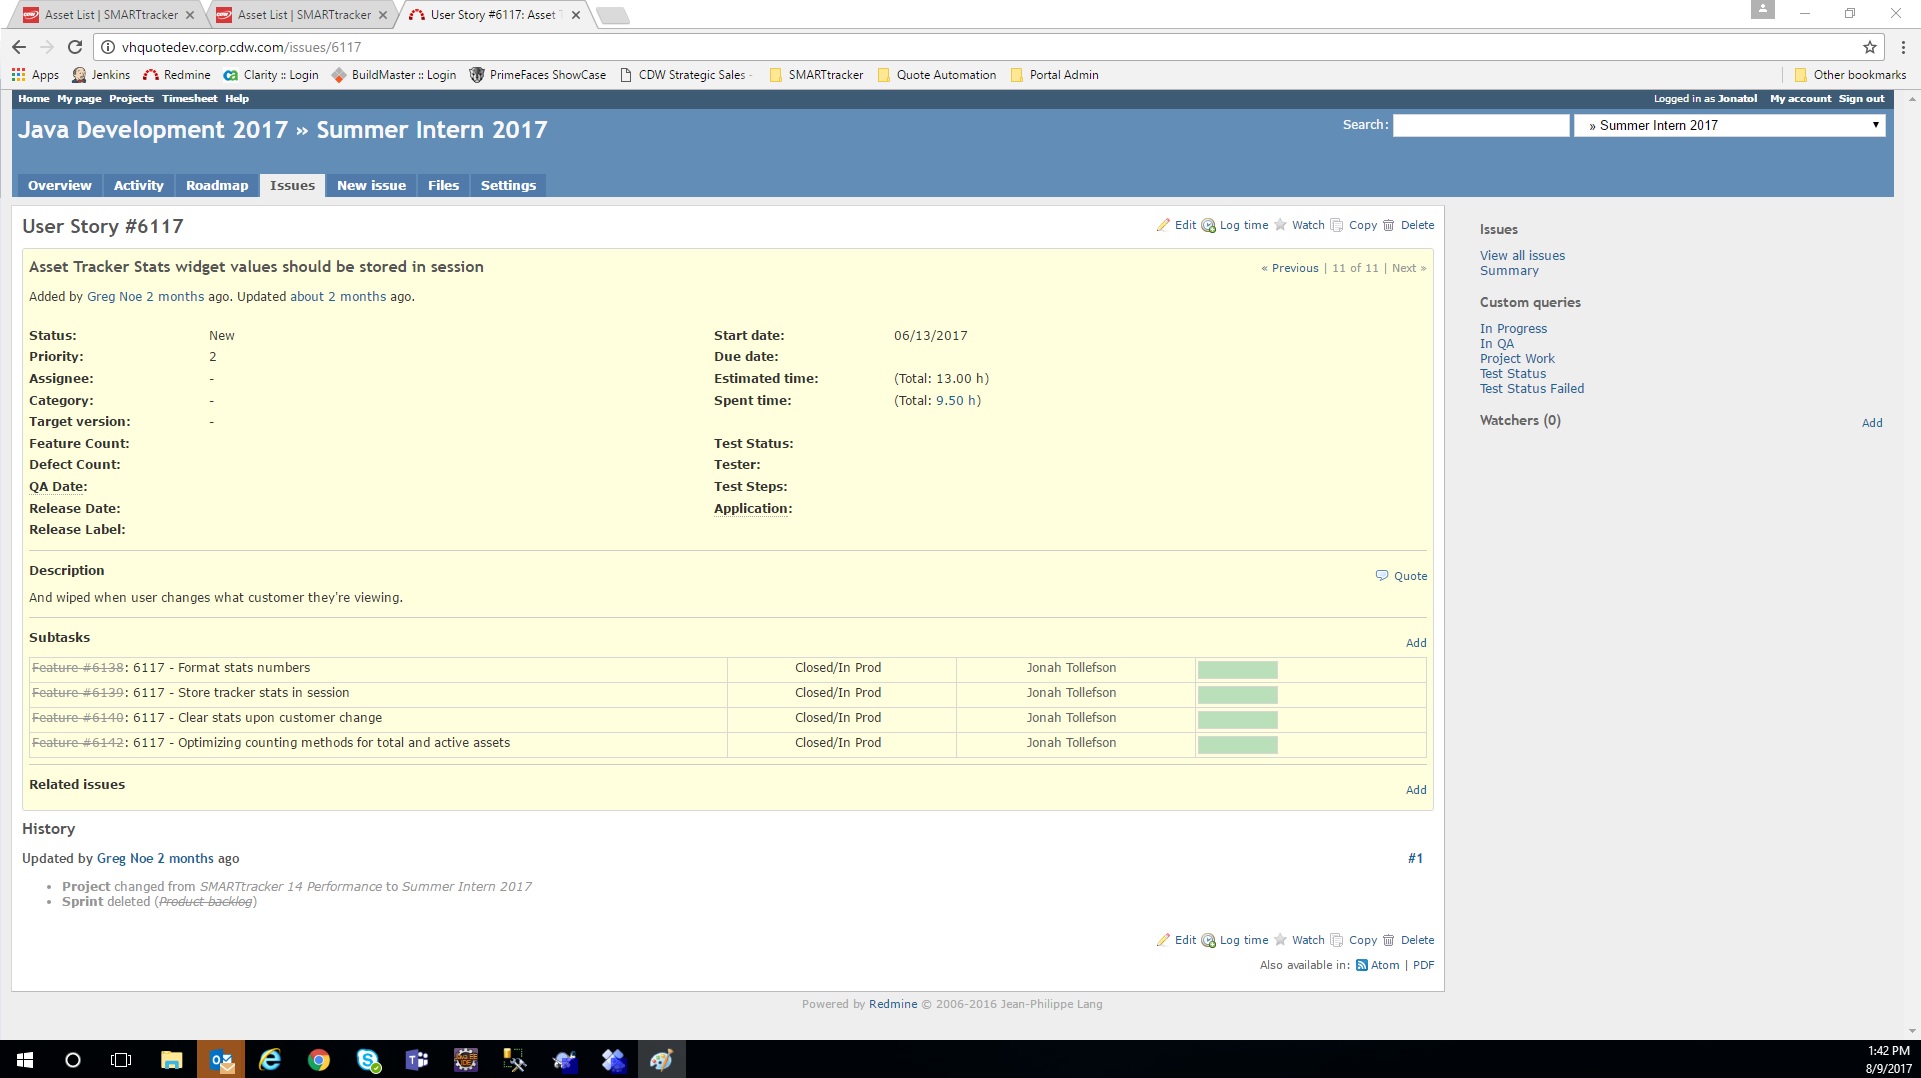 Asset List | SMARTtracker
Asset List | SMARTtracker
User Story #6117: Asset T
vhquotedev.corp.cdw.com/issues/6117
Apps Jenkins Redmine Clarity :: Login BuildMaster :: Login PrimeFaces ShowCase CDW Strategic Sales - SMARTtracker Quote Automation Portal Admin Other bookmarks
Home My page Projects Timesheet Help Logged in as Jonatol My account Sign out
Java Development 2017 » Summer Intern 2017
Search: » Summer Intern 2017
Overview Activity Roadmap Issues New issue Files Settings
User Story #6117
Edit Log time Watch Copy Delete
Asset Tracker Stats widget values should be stored in session
« Previous | 11 of 11 | Next »
Added by Greg Noe 2 months ago. Updated about 2 months ago.
Status: New Start date: 06/13/2017
Priority: 2 Due date:
Assignee: - Estimated time: (Total: 13.00 h)
Category: - Spent time: (Total: 9.50 h)
Target version: -
Feature Count: Test Status:
Defect Count: Tester:
QA Date: Test Steps:
Release Date: Application:
Release Label:
Description
Quote
And wiped when user changes what customer they're viewing.
Subtasks
Add
Feature #6138: 6117 - Format stats numbers Closed/In Prod Jonah Tollefson
Feature #6139: 6117 - Store tracker stats in session Closed/In Prod Jonah Tollefson
Feature #6140: 6117 - Clear stats upon customer change Closed/In Prod Jonah Tollefson
Feature #6142: 6117 - Optimizing counting methods for total and active assets Closed/In Prod Jonah Tollefson
Related issues
Add
History
Updated by Greg Noe 2 months ago #1
Project changed from SMARTtracker 14 Performance to Summer Intern 2017
Sprint deleted (Product backlog)
Edit Log time Watch Copy Delete
Also available in: Atom | PDF
Issues
View all issues
Summary
Custom queries
In Progress
In QA
Project Work
Test Status
Test Status Failed
Watchers (0) Add
Powered by Redmine © 2006-2016 Jean-Philippe Lang
1:42 PM
8/9/2017